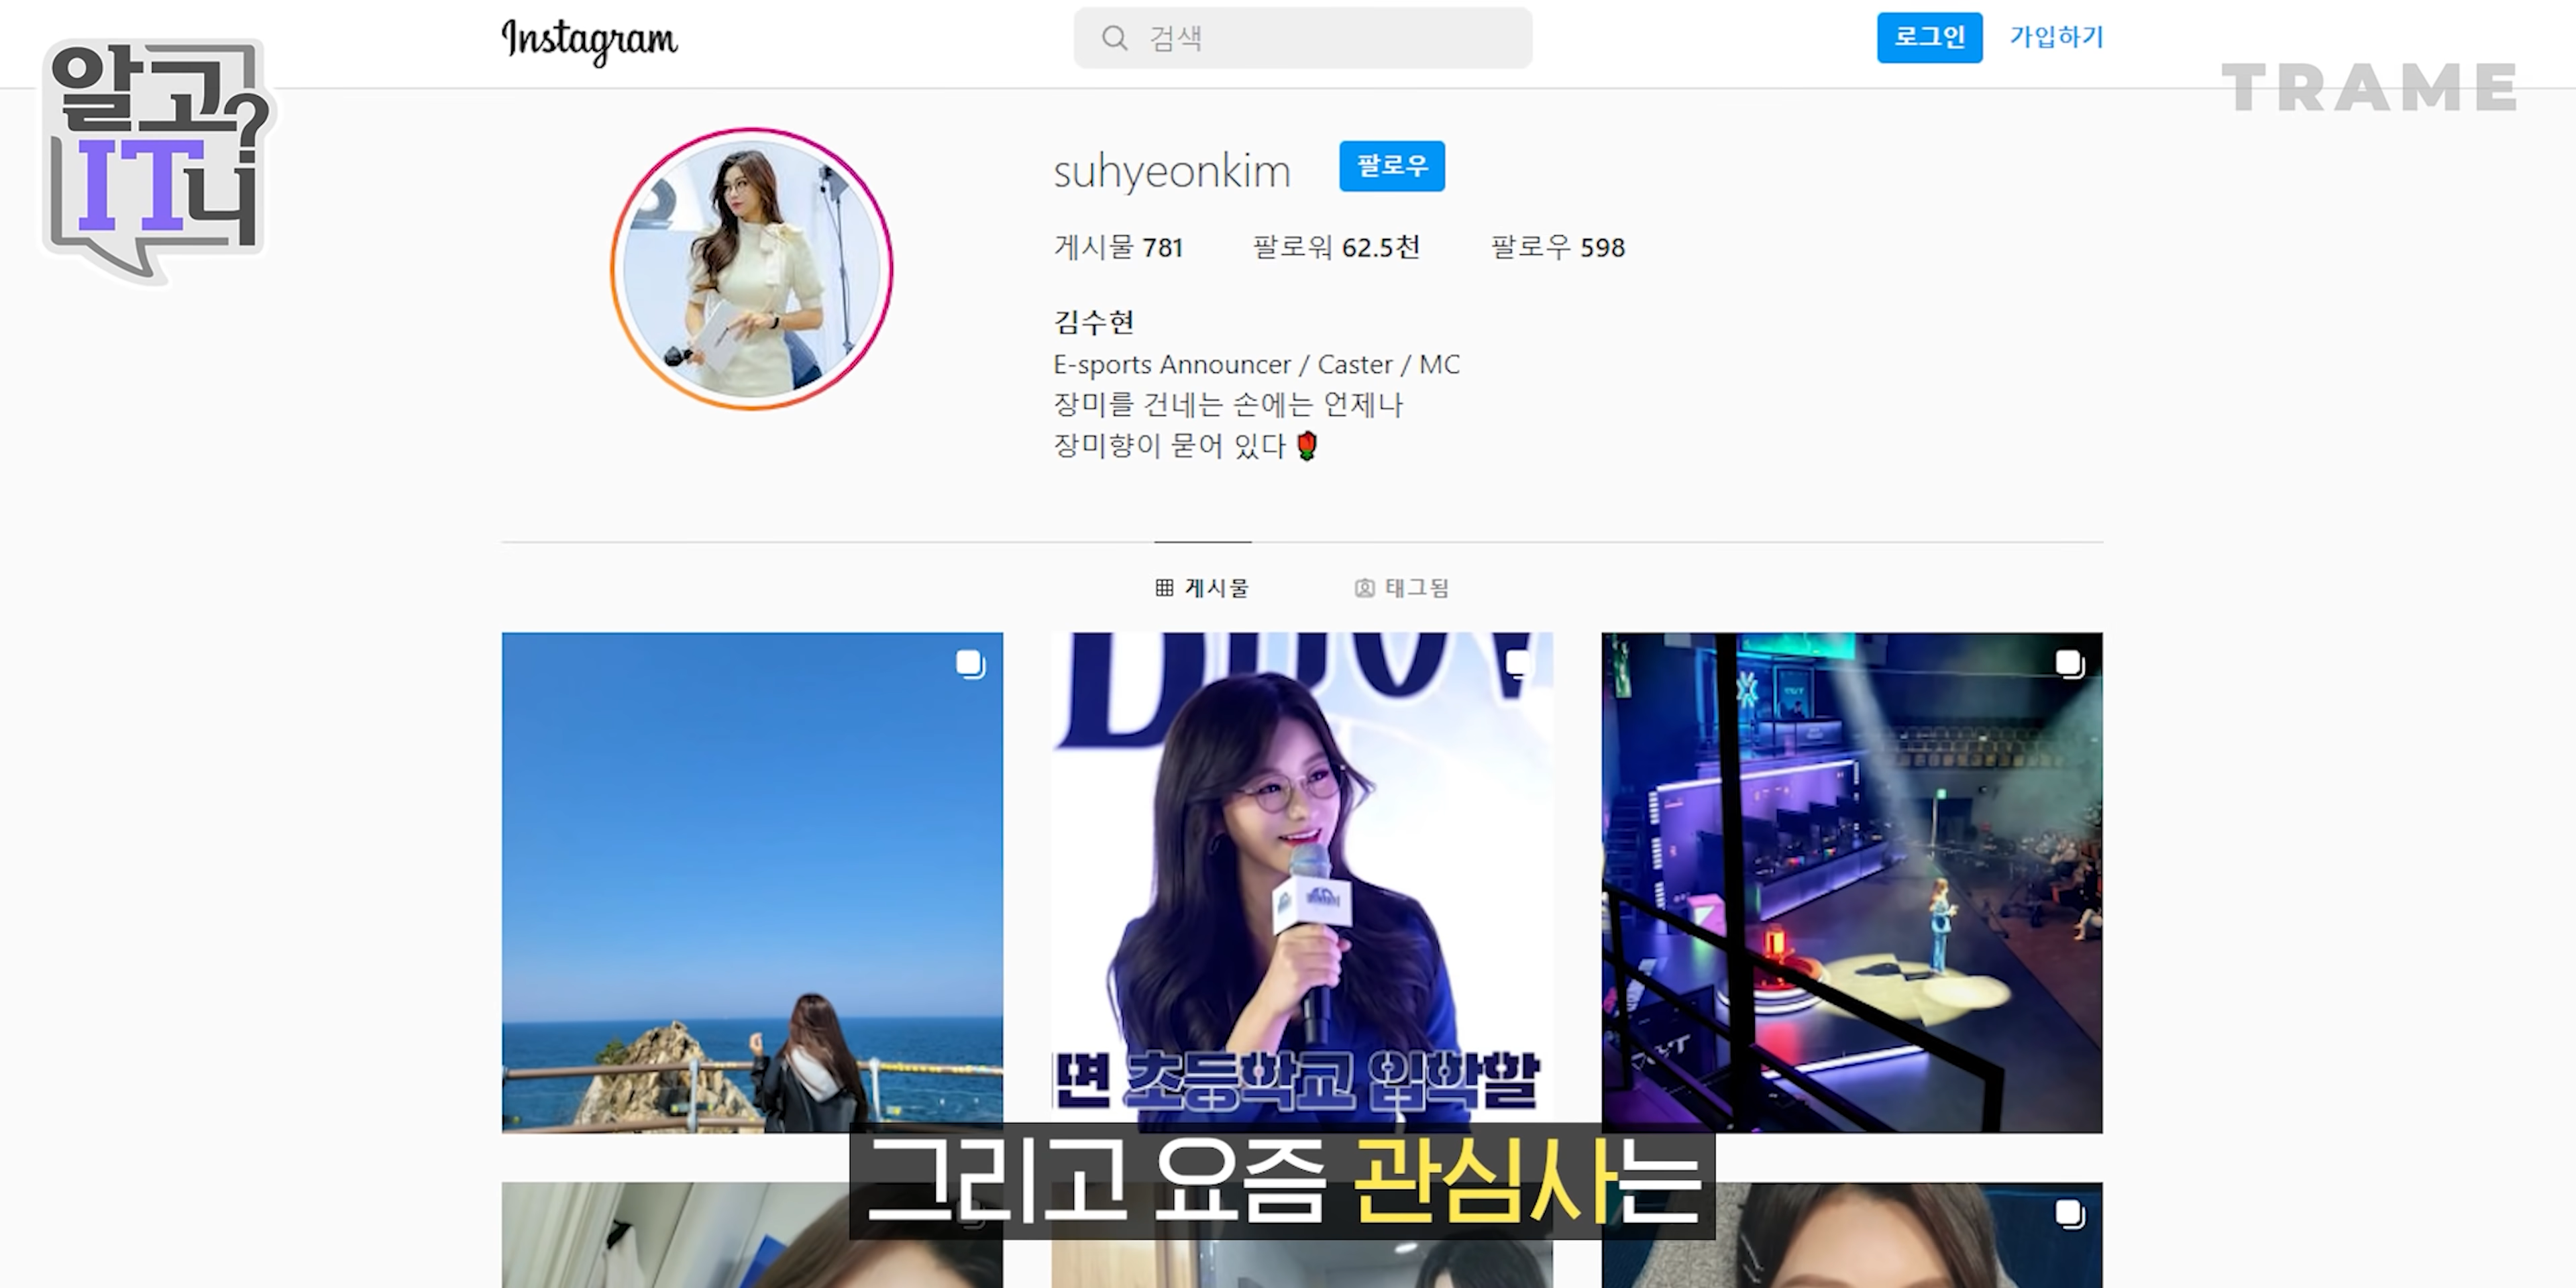 Instagram
검색
로그인
가입하기
알고?
IT니
TRAME
suhyeonkim
팔로우
게시물 781
팔로워 62.5천
팔로우 598
김수현
E-sports Announcer / Caster / MC
장미를 건네는 손에는 언제나
장미향이 묻어 있다🌹
게시물
태그됨
면 초등학교 입학할
그리고 요즘 관심사는